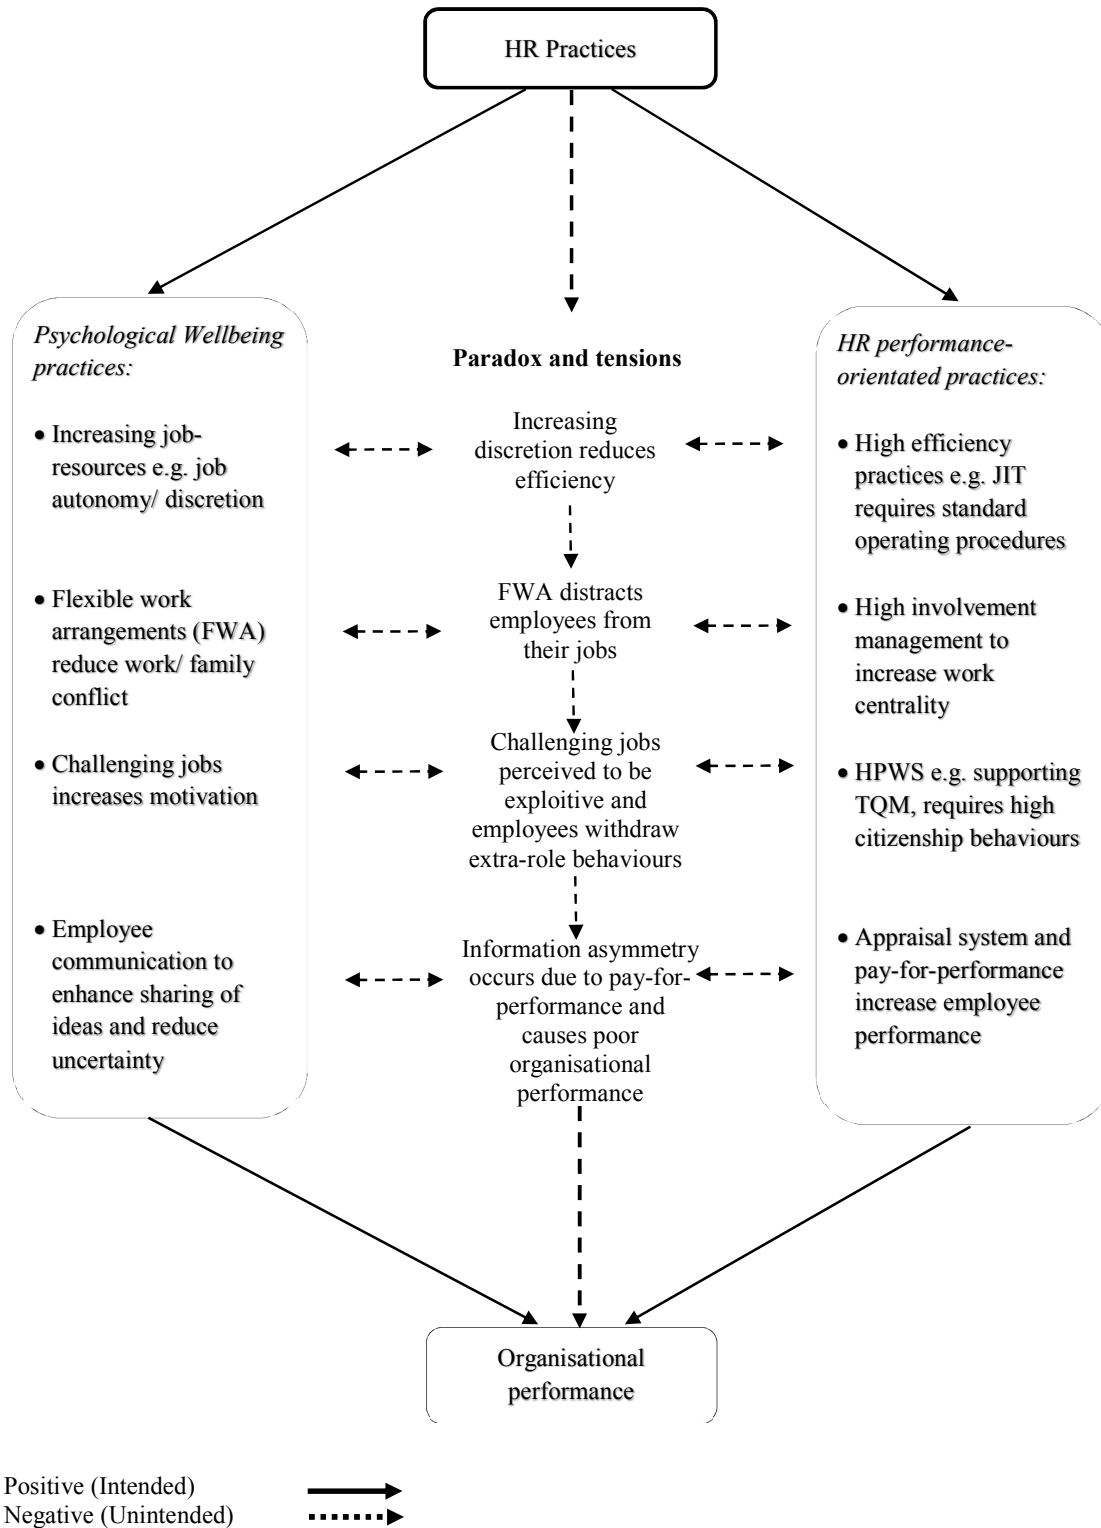 HR Practices
Psychological Wellbeing
practices:
• Increasing job-
resources e.g. job
autonomy/ discretion
• Flexible work
arrangements (FWA)
reduce work/ family
conflict
• Challenging jobs
increases motivation
• Employee
communication to
enhance sharing of
ideas and reduce
uncertainty
Paradox and tensions
Increasing
discretion reduces
efficiency
FWA distracts
employees from
their jobs
Challenging jobs
perceived to be
exploitive and
employees withdraw
extra-role behaviours
Information asymmetry
occurs due to pay-for-
performance and
causes poor
organisational
performance
HR performance-
orientated practices:
• High efficiency
practices e.g. JIT
requires standard
operating procedures
• High involvement
management to
increase work
centrality
• HPWS e.g. supporting
TQM, requires high
citizenship behaviours
• Appraisal system and
pay-for-performance
increase employee
performance
Organisational
performance
Positive (Intended)
Negative (Unintended)